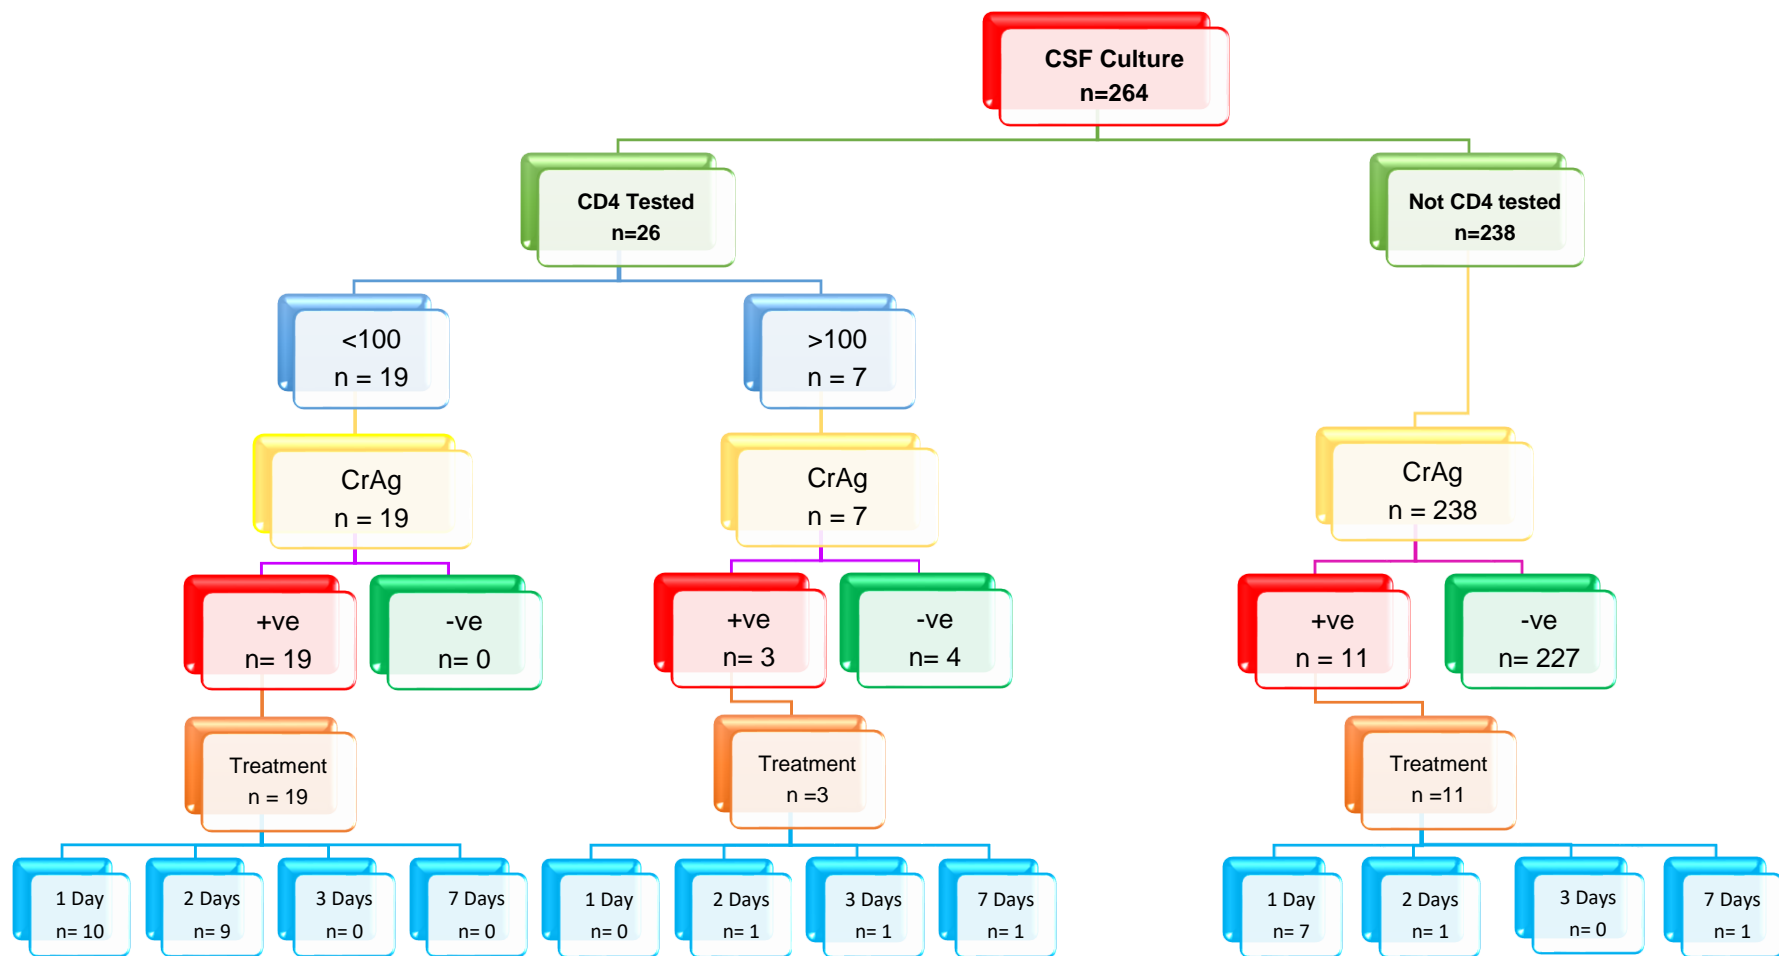 CSF Culture
n=264
CD4 Tested
n=26
Not CD4 tested
n=238
<100
n = 19
>100
n = 7
CrAg
n = 19
CrAg
n = 7
CrAg
n = 238
+ve
n= 19
-ve
n= 0
+ve
n= 3
-ve
n= 4
+ve
n = 11
-ve
n= 227
Treatment
n = 19
Treatment
n =3
Treatment
n =11
1 Day
n= 10
2 Days
n= 9
3 Days
n= 0
7 Days
n= 0
1 Day
n= 0
2 Days
n= 1
3 Days
n= 1
7 Days
n= 1
1 Day
n= 7
2 Days
n= 1
3 Days
n= 0
7 Days
n= 1